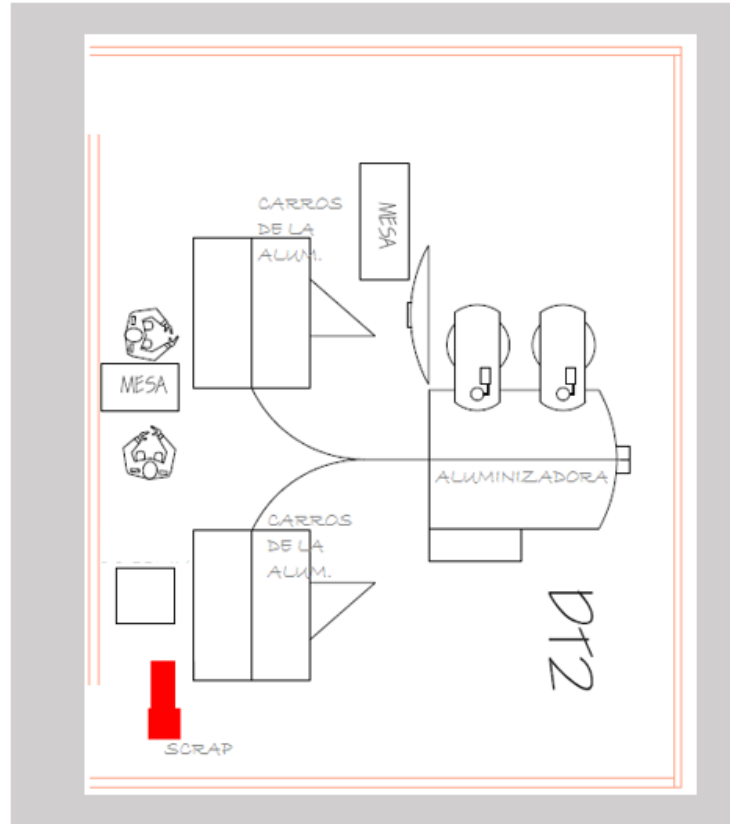 CARROS
DE LA
ALUM.
MESA
MESA
ALUMINIZADORA
CARROS
DE LA
ALUM.
DT2
SCRAP